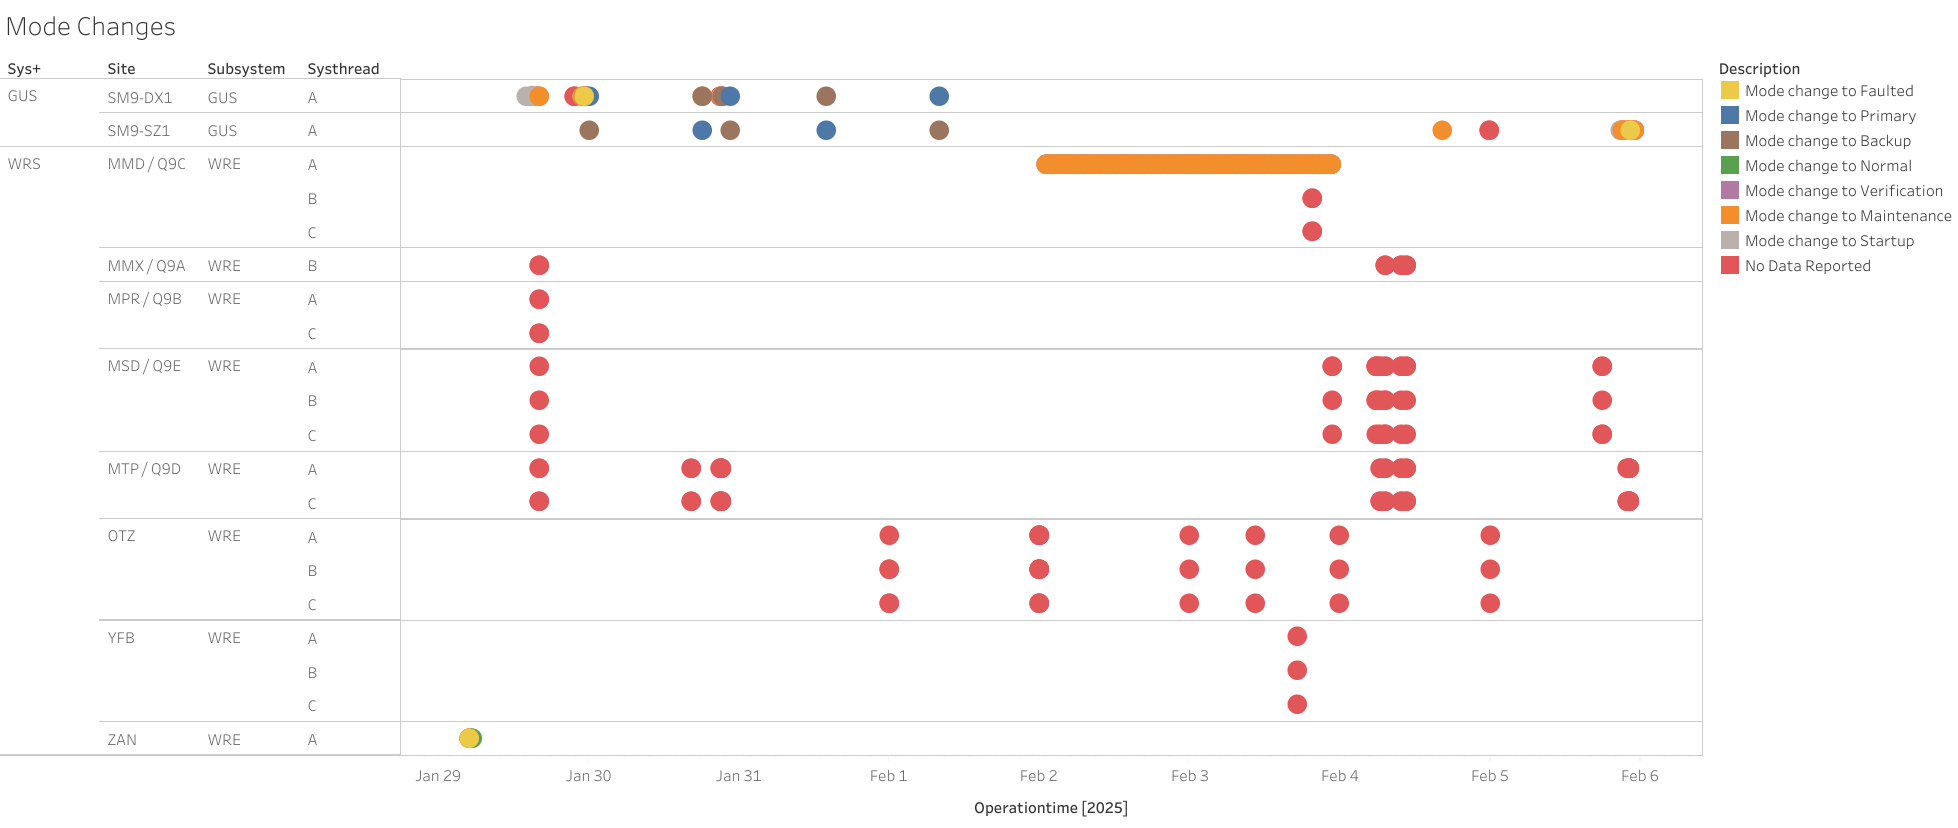 Mode Changes
Sys+ Site Subsystem Systhread Description
GUS SM9-DX1 GUS A
Mode change to Faulted
Mode change to Primary
SM9-SZ1 GUS A
Mode change to Backup
WRS MMD / Q9C WRE A
Mode change to Normal
Mode change to Verification
B
Mode change to Maintenance
C
Mode change to Startup
MMX / Q9A WRE B
No Data Reported
MPR / Q9B WRE A
C
MSD / Q9E WRE A
B
C
MTP / Q9D WRE A
C
OTZ WRE A
B
C
YFB WRE A
B
C
ZAN WRE A
Jan 29 Jan 30 Jan 31 Feb 1 Feb 2 Feb 3 Feb 4 Feb 5 Feb 6
Operationtime [2025]